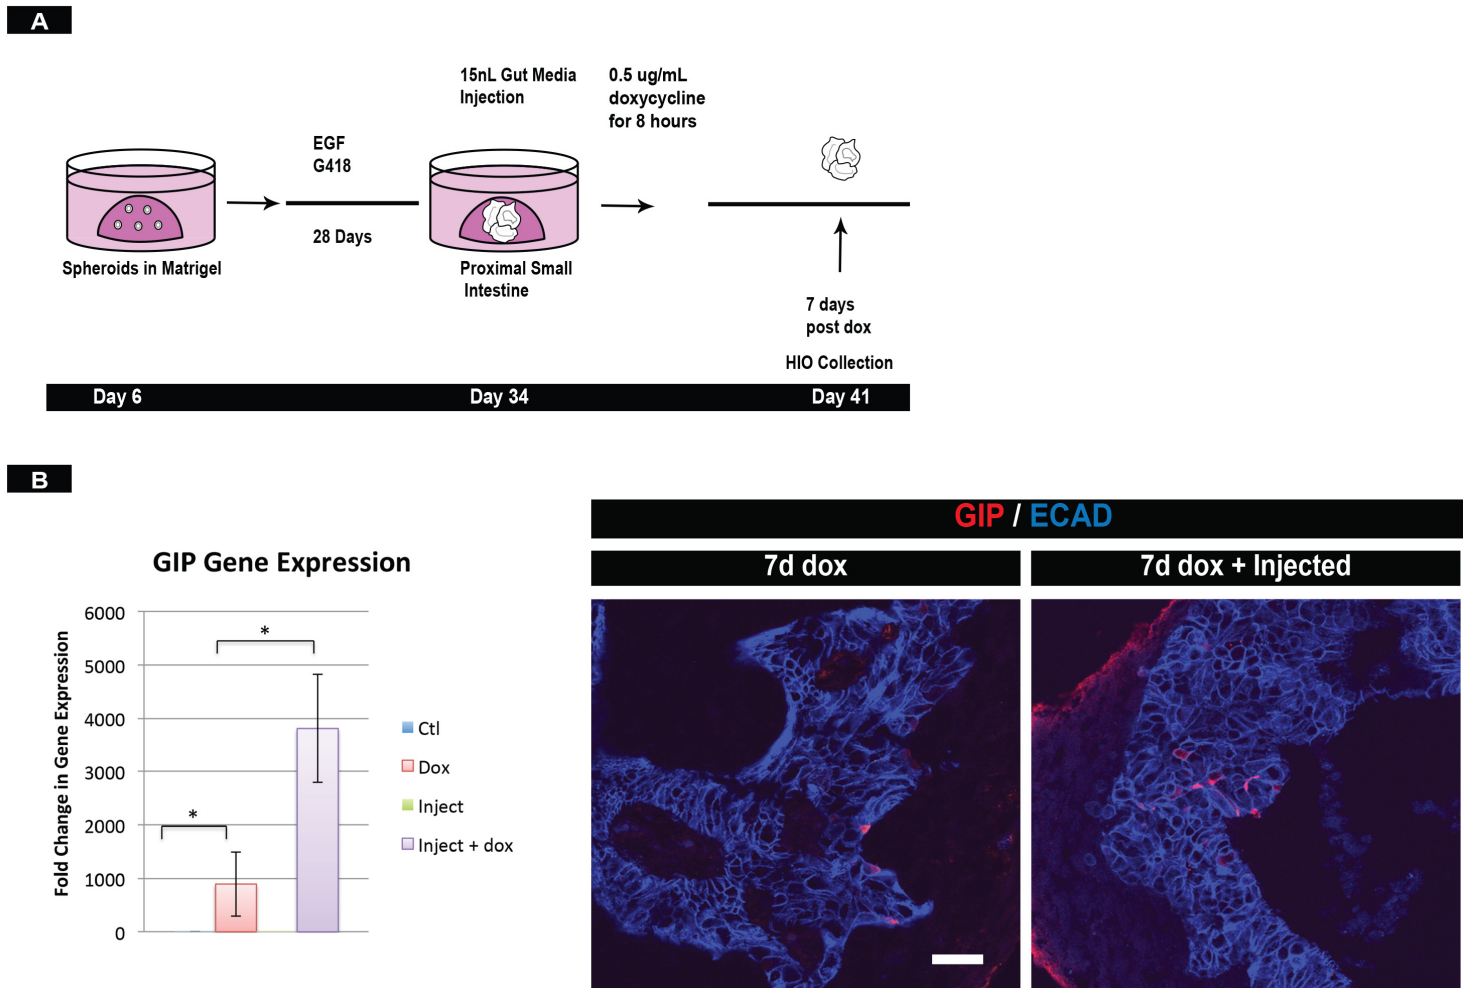 A
15nL Gut Media
Injection
0.5 ug/mL
doxycycline
for 8 hours
EGF
G418
28 Days
Spheroids in Matrigel
Proximal Small
Intestine
7 days
post dox
HIO Collection
Day 6
Day 34
Day 41
B
GIP Gene Expression
Fold Change in Gene Expression
6000
5000
4000
3000
2000
1000
0
*
*
Ctl
Dox
Inject
Inject + dox
GIP / ECAD
7d dox
7d dox + Injected